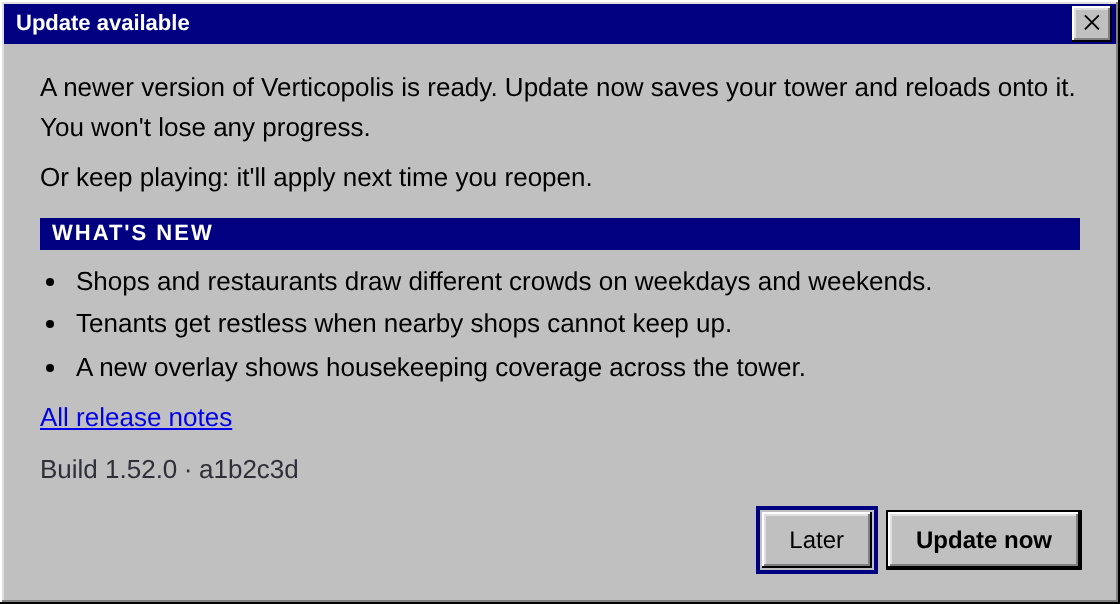 Update available
A newer version of Verticopolis is ready. Update now saves your tower and reloads onto it.
You won't lose any progress.
Or keep playing: it'll apply next time you reopen.
WHAT'S NEW
• Shops and restaurants draw different crowds on weekdays and weekends.
• Tenants get restless when nearby shops cannot keep up.
• A new overlay shows housekeeping coverage across the tower.
All release notes
Build 1.52.0 · a1b2c3d
Later
Update now